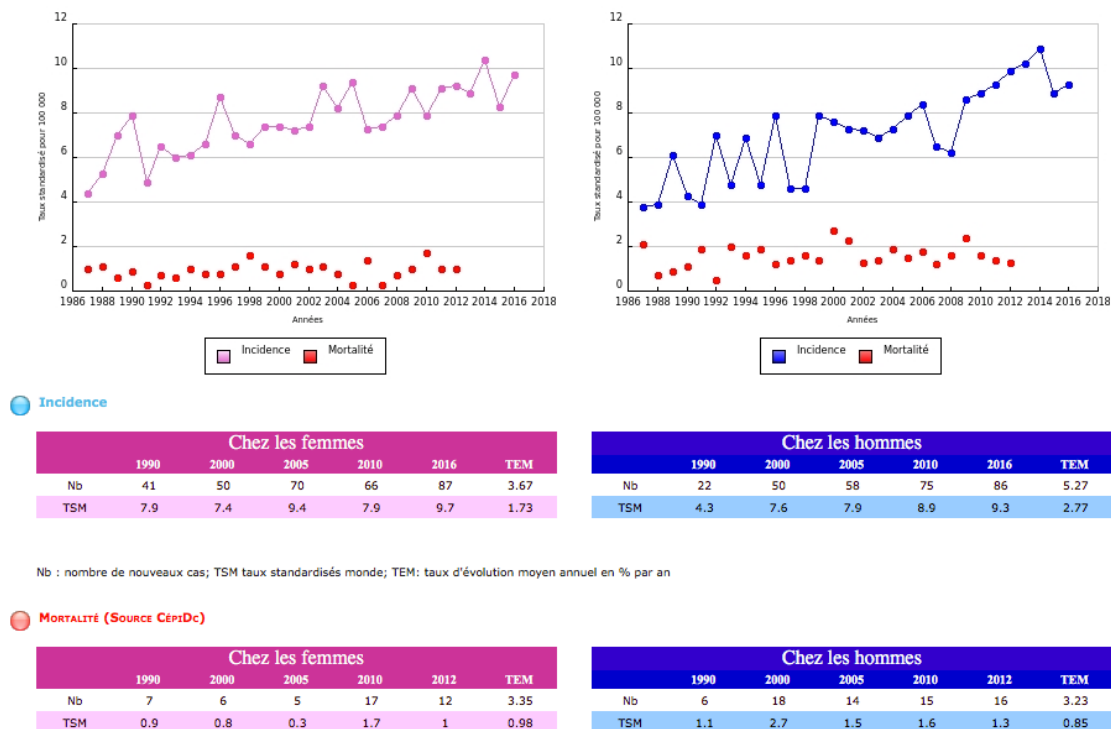 12
10
8
6
4
2
0
Taux standardisé pour 100 000
1986 1988 1990 1992 1994 1996 1998 2000 2002 2004 2006 2008 2010 2012 2014 2016 2018
Années
Incidence Mortalité
12
10
8
6
4
2
0
Taux standardisé pour 100 000
1986 1988 1990 1992 1994 1996 1998 2000 2002 2004 2006 2008 2010 2012 2014 2016 2018
Années
Incidence Mortalité
Incidence
Chez les femmes
1990 2000 2005 2010 2016 TEM
Nb 41 50 70 66 87 3.67
TSM 7.9 7.4 9.4 7.9 9.7 1.73
Chez les hommes
1990 2000 2005 2010 2016 TEM
Nb 22 50 58 75 86 5.27
TSM 4.3 7.6 7.9 8.9 9.3 2.77
Nb : nombre de nouveaux cas; TSM taux standardisés monde; TEM: taux d'évolution moyen annuel en % par an
Mortalité (Source CépiDc)
Chez les femmes
1990 2000 2005 2010 2012 TEM
Nb 7 6 5 17 12 3.35
TSM 0.9 0.8 0.3 1.7 1 0.98
Chez les hommes
1990 2000 2005 2010 2012 TEM
Nb 6 18 14 15 16 3.23
TSM 1.1 2.7 1.5 1.6 1.3 0.85